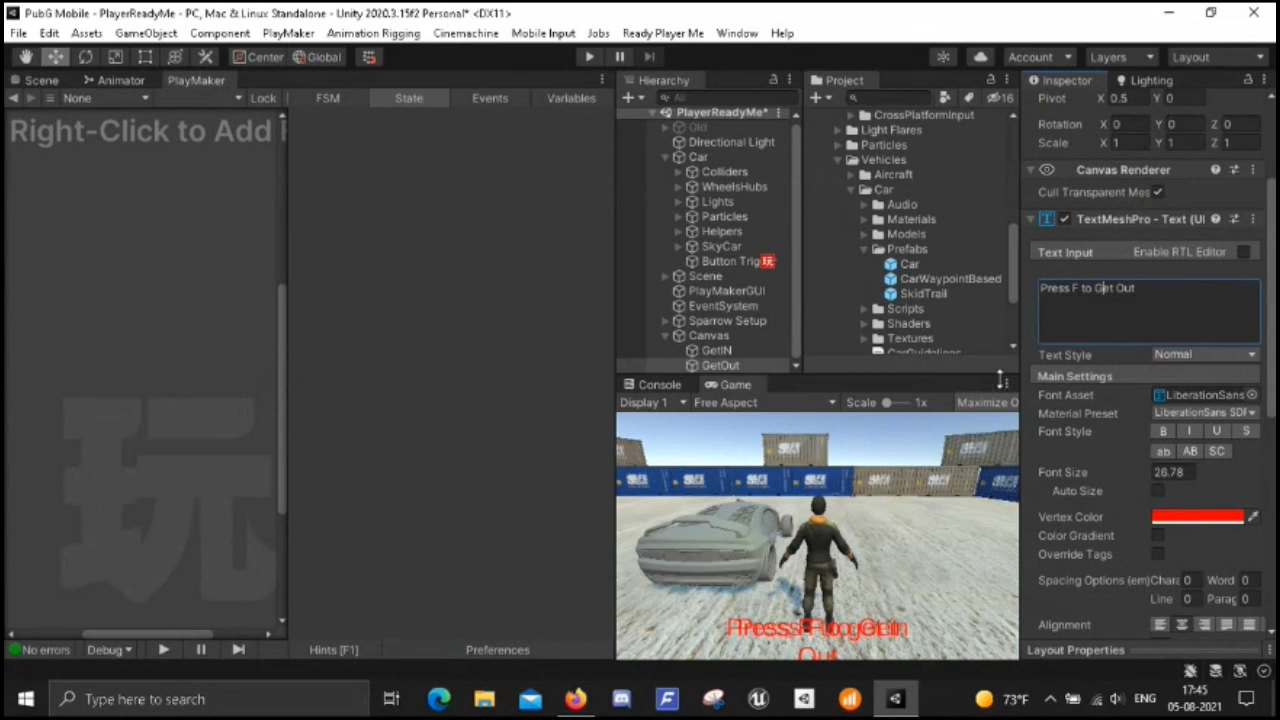 PubG Mobile - PlayerReadyMe - PC, Mac & Linux Standalone - Unity 2020.3.15f2 Personal* <DX11>
File Edit Assets GameObject Component PlayMaker Animation Rigging Cinemachine Mobile Input Jobs Ready Player Me Window Help
Center Global Account Layers Layout
Scene Animator PlayMaker Hierarchy Project Inspector Lighting
None Lock FSM State Events Variables All 16
Right-Click to Add
PlayerReadyMe*
Old
Directional Light
Car
Colliders
WheelsHubs
Lights
Particles
Helpers
SkyCar
Button Trig 玩
Scene
PlayMakerGUI
EventSystem
Sparrow Setup
Canvas
GetIN
GetOut
CrossPlatformInput
Light Flares
Particles
Vehicles
Aircraft
Car
Audio
Materials
Models
Prefabs
Car
CarWaypointBased
SkidTrail
Scripts
Shaders
Textures
CarGuidelines
Pivot X 0.5 Y 0
Rotation X 0 Y 0 Z 0
Scale X 1 Y 1 Z 1
Canvas Renderer
Cull Transparent Mes
TextMeshPro - Text (UI
Text Input Enable RTL Editor
Press F to Get Out
Text Style Normal
Main Settings
Font Asset LiberationSans
Material Preset LiberationSans SDF
Font Style B I U S
ab AB SC
Font Size 26.78
Auto Size
Vertex Color
Color Gradient
Override Tags
Spacing Options (em) Chara 0 Word 0
Line 0 Parag 0
Alignment
Layout Properties
Console Game
Display 1 Free Aspect Scale 1x Maximize O
Out
玩
No errors Debug Hints [F1] Preferences
Type here to search
73°F ENG
17:45
05-08-2021